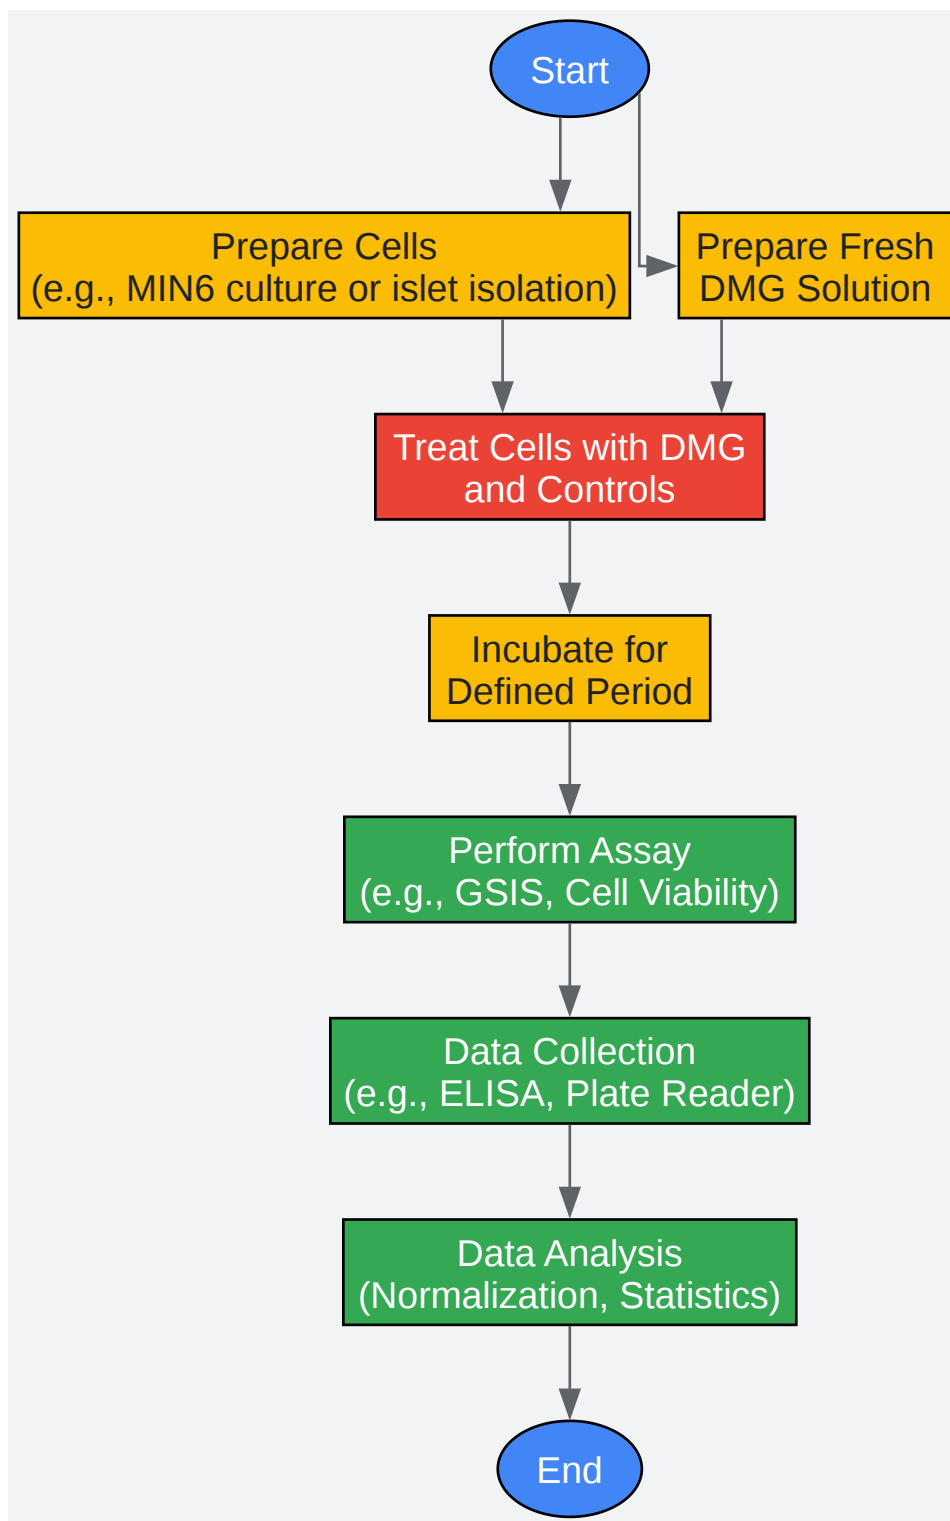 Start
Prepare Cells
(e.g., MIN6 culture or islet isolation)
Prepare Fresh
DMG Solution
Treat Cells with DMG
and Controls
Incubate for
Defined Period
Perform Assay
(e.g., GSIS, Cell Viability)
Data Collection
(e.g., ELISA, Plate Reader)
Data Analysis
(Normalization, Statistics)
End